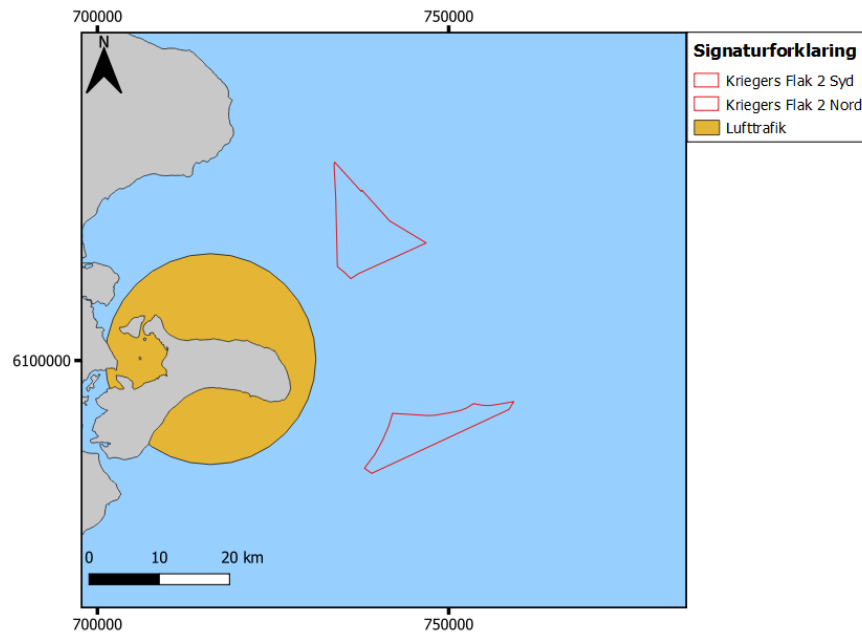 700000
750000
N
Signaturforklaring
Kriegers Flak 2 Syd
Kriegers Flak 2 Nord
Lufttrafik
6100000
0 10 20 km
700000
750000